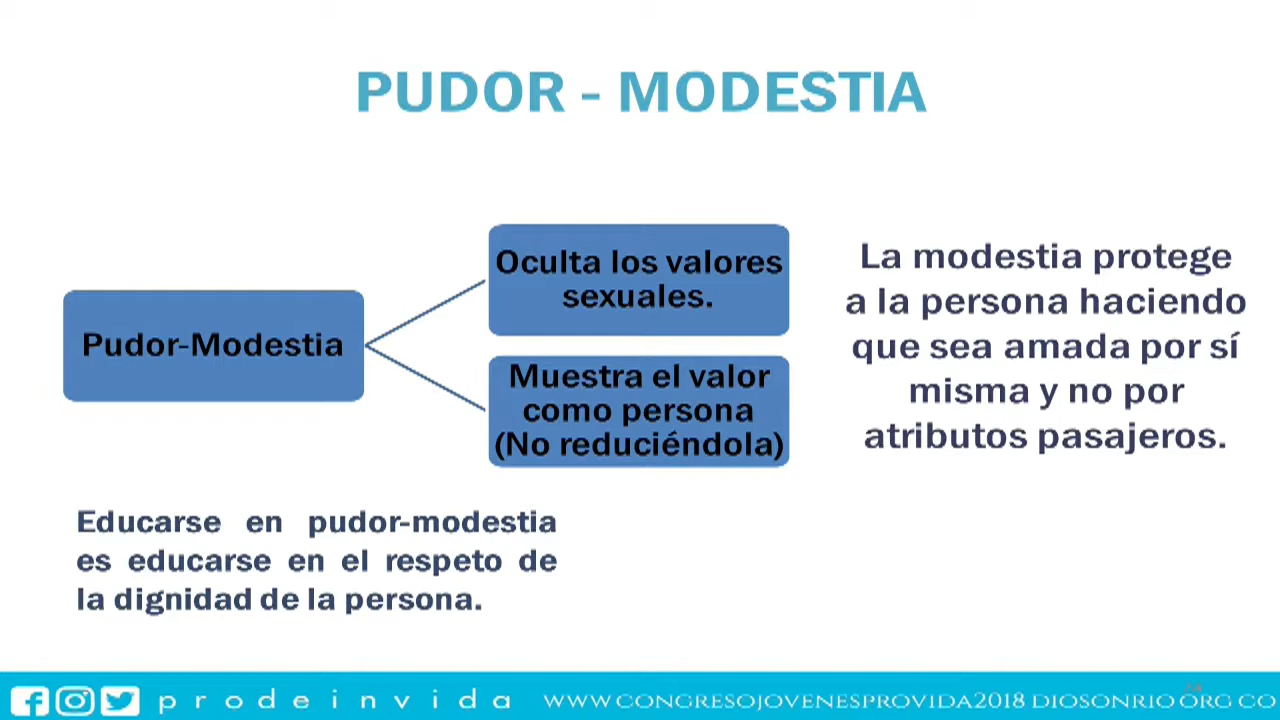 PUDOR - MODESTIA
Pudor-Modestia
Oculta los valores
sexuales.
Muestra el valor
como persona
(No reduciéndola)
La modestia protege
a la persona haciendo
que sea amada por sí
misma y no por
atributos pasajeros.
Educarse en pudor-modestia
es educarse en el respeto de
la dignidad de la persona.
prodeinvida
WWW CONGRESOJOVENESPROVIDA2018 DIOSONRIO ORG CO